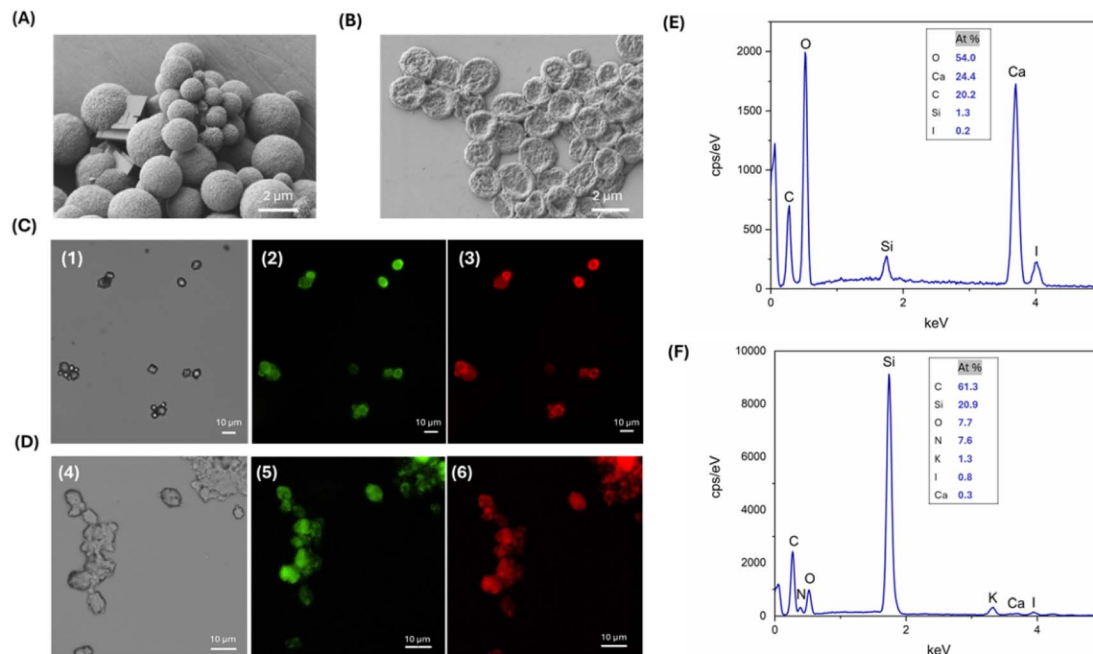 (A)
2 µm
(B)
2 µm
(C)
(1)
10 µm
(2)
10 µm
(3)
10 µm
(D)
(4)
10 µm
(5)
10 µm
(6)
10 µm
(E)
cps/eV
2000
1500
1000
500
0
0
2
4
keV
C
O
Si
Ca
I
At %
O 54.0
Ca 24.4
C 20.2
Si 1.3
I 0.2
(F)
cps/eV
10000
8000
6000
4000
2000
0
0
2
4
keV
C
N
O
Si
K
Ca
I
At %
C 61.3
Si 20.9
O 7.7
N 7.6
K 1.3
I 0.8
Ca 0.3